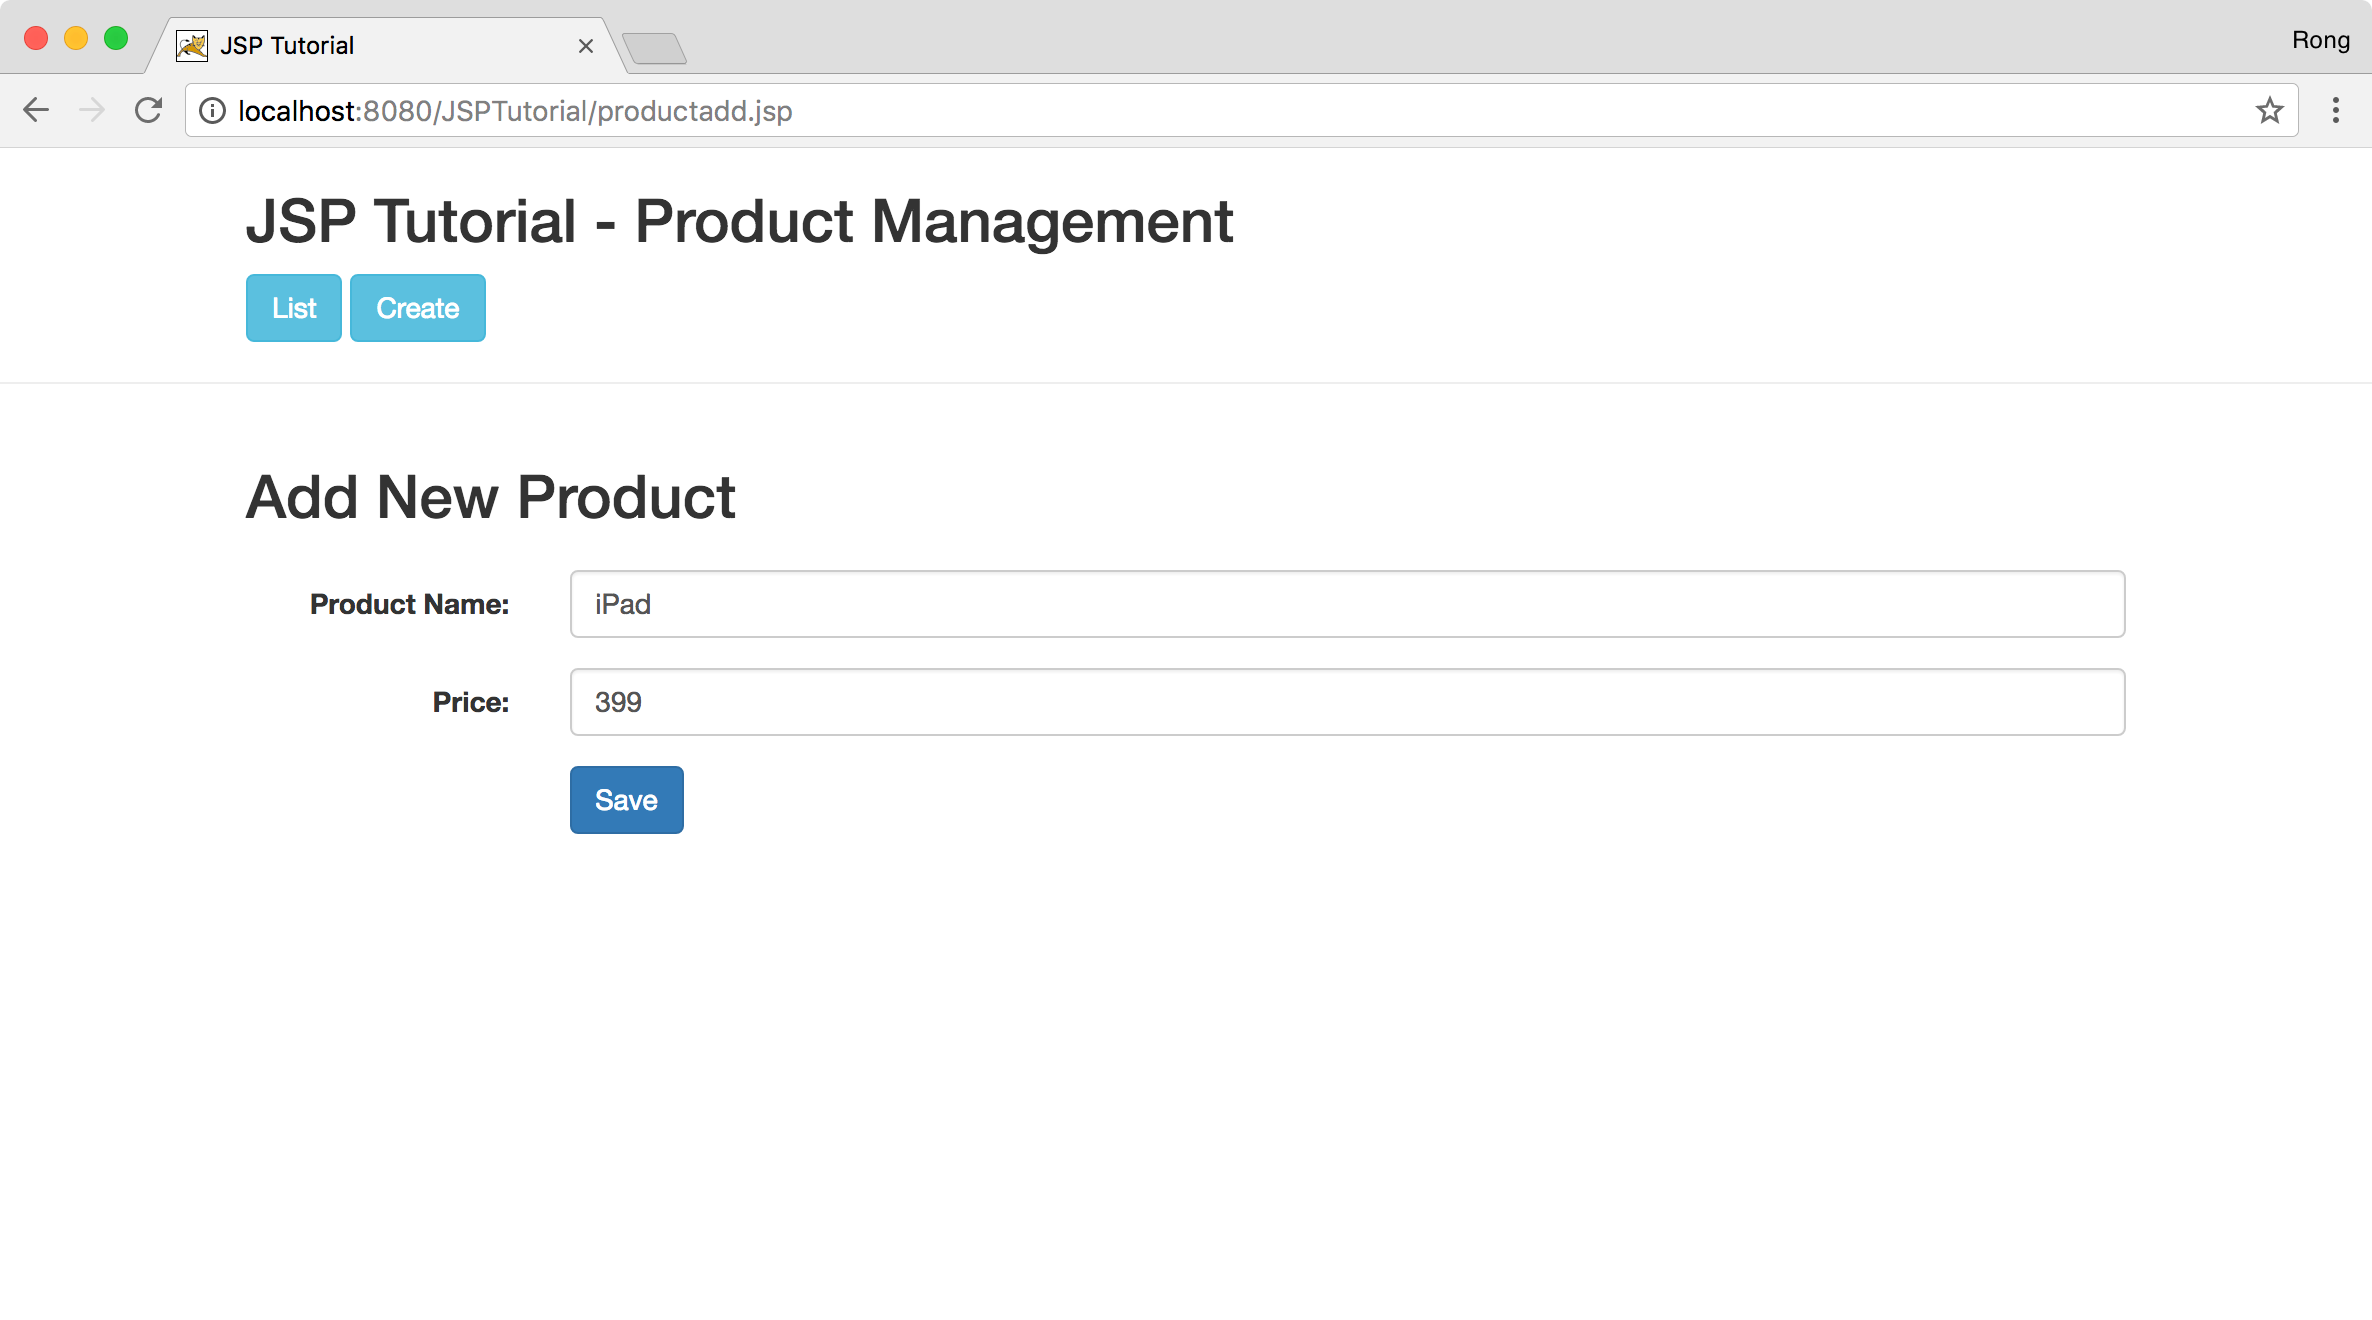 JSP Tutorial
Rong
localhost:8080/JSPTutorial/productadd.jsp
JSP Tutorial - Product Management
List Create
Add New Product
Product Name: iPad
Price: 399
Save